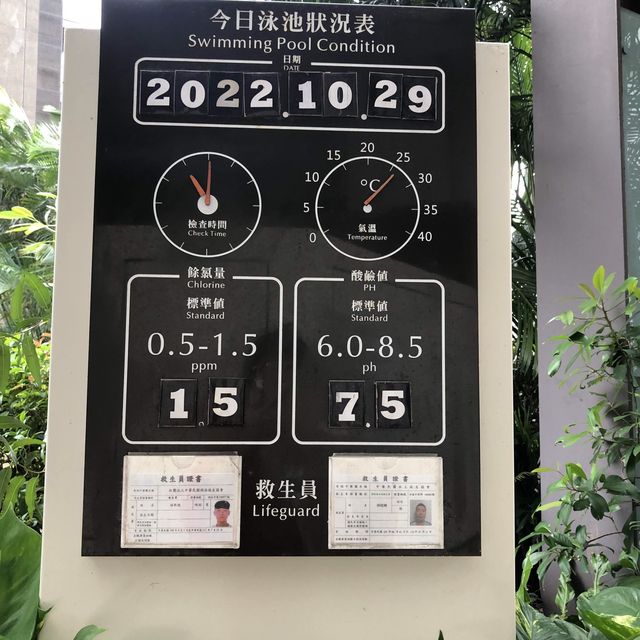 今日泳池狀況表
Swimming Pool Condition
日期
DATE
2022.10.29
檢查時間
Check Time
0 5 10 15 20 25 30 35 40
°C
氣溫
Temperature
餘氯量
Chlorine
標準值
Standard
0.5-1.5
ppm
1.5
酸鹼值
PH
標準值
Standard
6.0-8.5
ph
7.5
救生員
Lifeguard
救生員證書
救生員證書